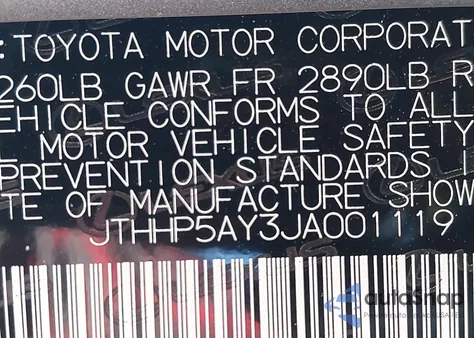 : TOYOTA MOTOR CORPORAT
260LB GAWR FR 2890LB R
EHICLE CONFORMS TO ALL
MOTOR VEHICLE SAFETY
PREVENTION STANDARDS
TE OF MANUFACTURE SHOW
JTHHP5AY3JA001119
autoSnap